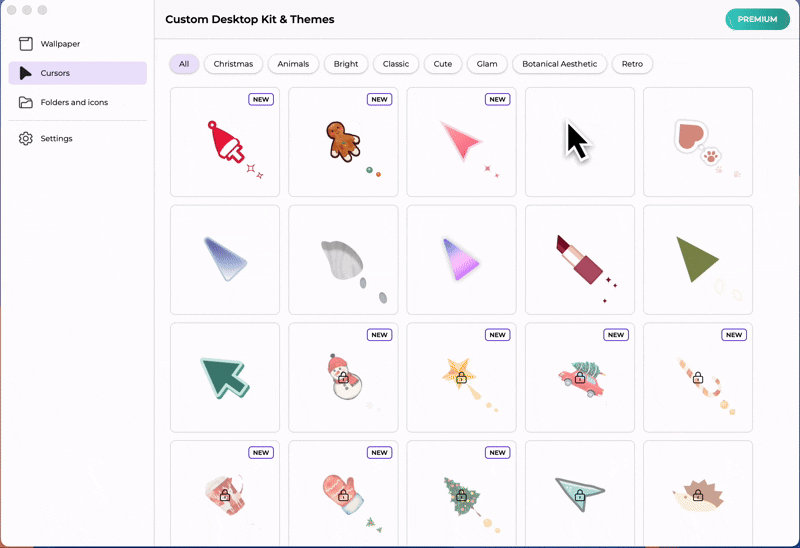 Custom Desktop Kit & Themes
PREMIUM
Wallpaper
Cursors
Folders and icons
Settings
All
Christmas
Animals
Bright
Classic
Cute
Glam
Botanical Aesthetic
Retro
NEW
NEW
NEW
NEW
NEW
NEW
NEW
NEW
NEW
NEW